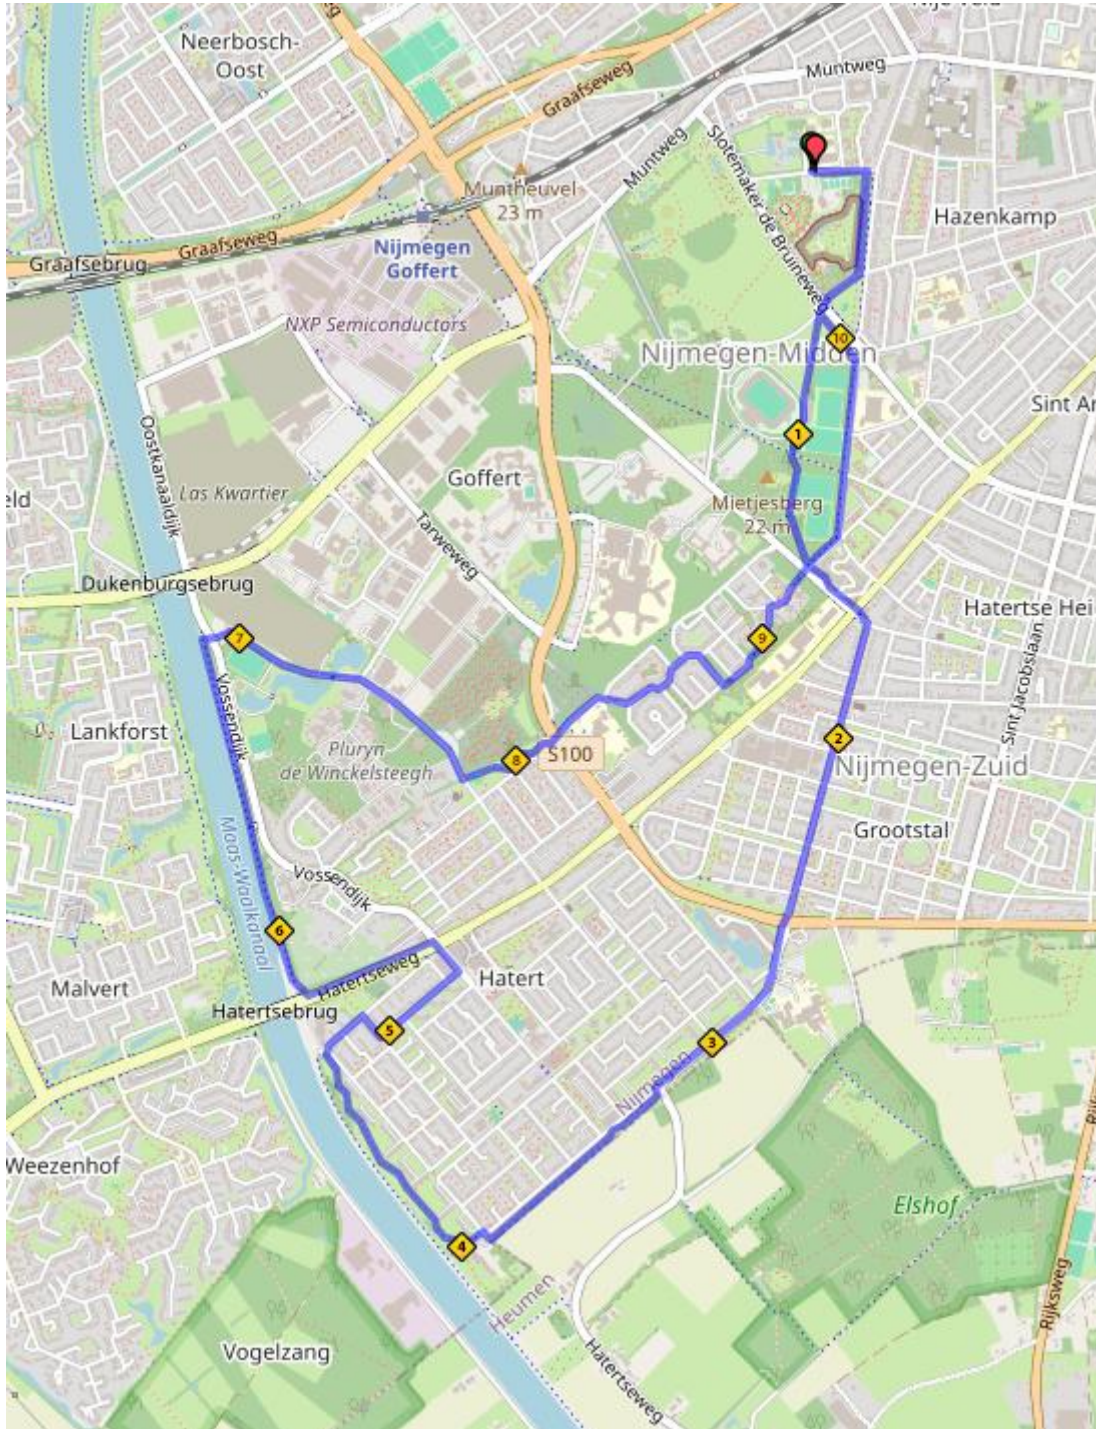 Neerbosch-
Oost
Muntweg
Graafseweg
Muntweg
Slotemaker de Bruïneweg
Muntheuvel
23 m
Hazenkamp
Graafseweg
Graafsebrug
Nijmegen
Goffert
NXP Semiconductors
10
Nijmegen-Midden
Sint
Oostkanaaldijk
1
Goffert
Las Kwartier
eld
Mietjesberg
22 m
Tarweweg
Dukenburgsebrug
Hatertse Hei
7
9
Sint Jacobslaan
Vossendijk
Lankforst
2
Pluryn
de Winckelsteegh
8
S100
Nijmegen-Zuid
Grootstal
Maas-Waalkanaal
Vossendijk
6
Hatertseweg
Hatert
Malvert
Hatertsebrug
5
3
Nijmegen
Weezenhof
Elshof
4
Heumen
Rijksweg
Vogelzang
Hatertseweg